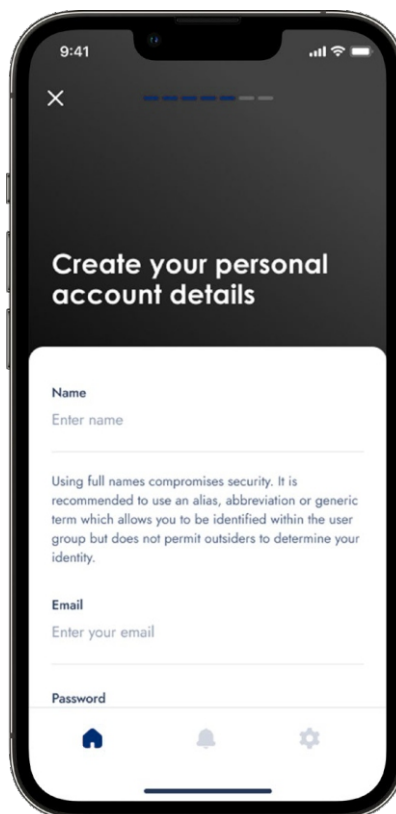 9:41
Create your personal
account details
Name
Enter name
Using full names compromises security. It is
recommended to use an alias, abbreviation or generic
term which allows you to be identified within the user
group but does not permit outsiders to determine your
identity.
Email
Enter your email
Password